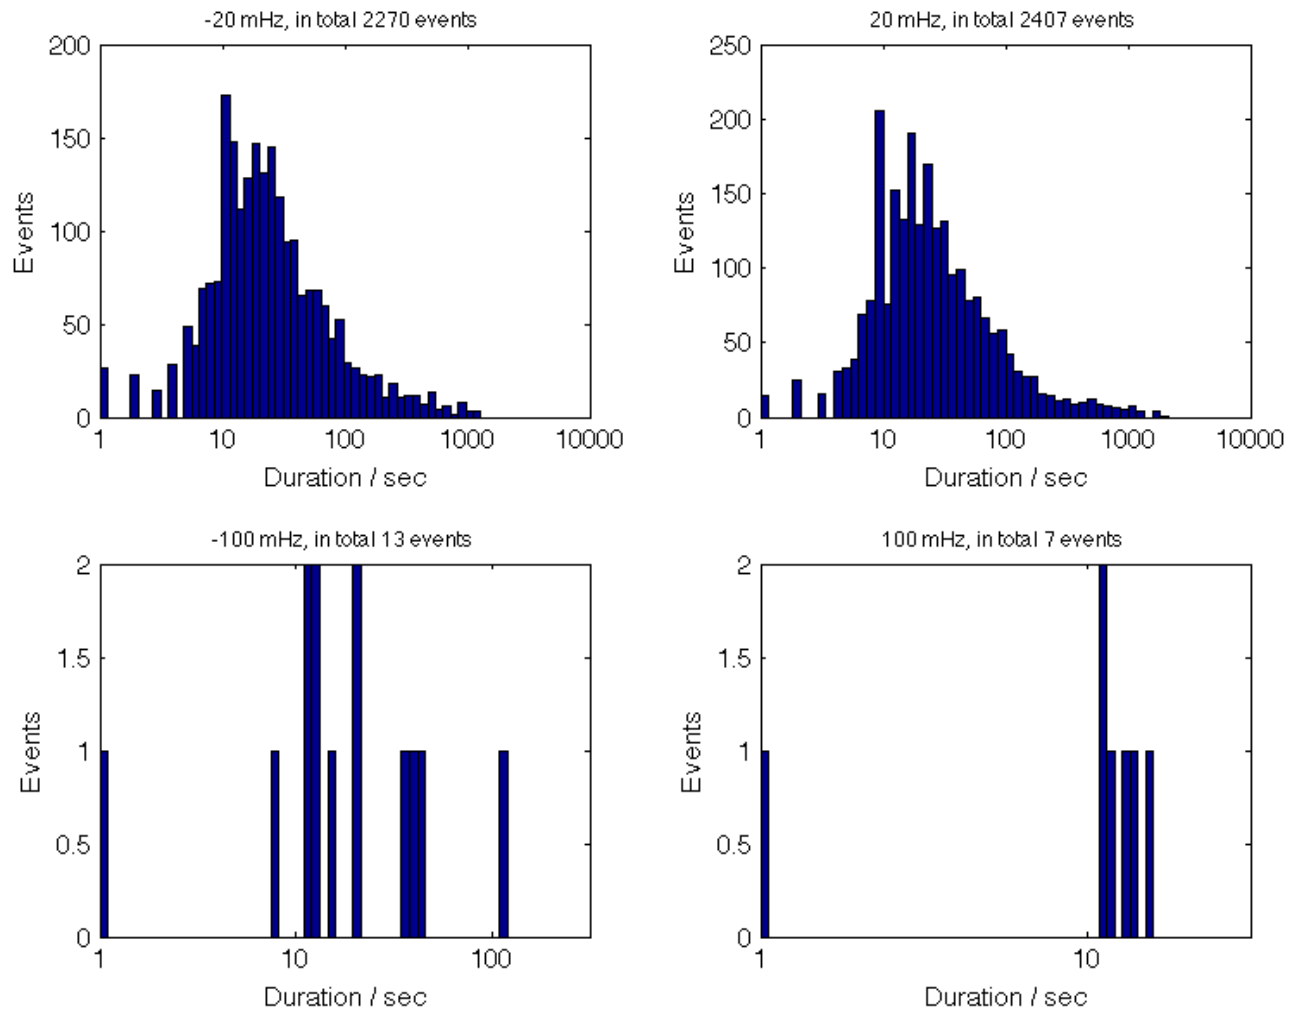 -20 mHz, in total 2270 events
200
150
100
50
0
Events
1 10 100 1000 10000
Duration / sec
20 mHz, in total 2407 events
250
200
150
100
50
0
Events
1 10 100 1000 10000
Duration / sec
-100 mHz, in total 13 events
2
1.5
1
0.5
0
Events
1 10 100
Duration / sec
100 mHz, in total 7 events
2
1.5
1
0.5
0
Events
1 10
Duration / sec